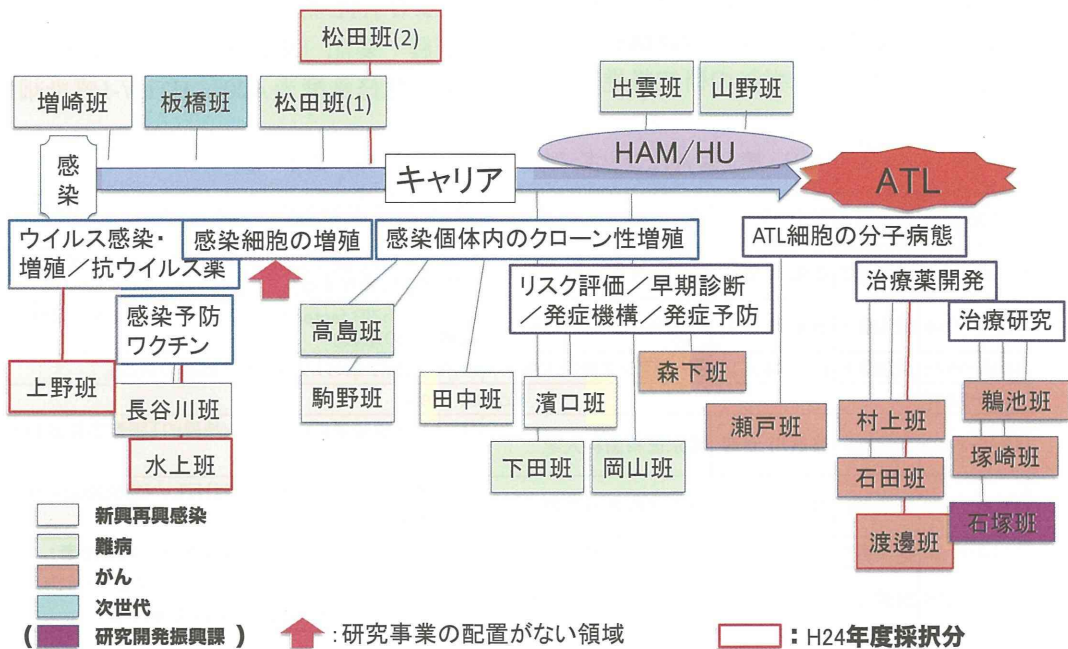 松田班(2)
増崎班
板橋班
松田班(1)
出雲班
山野班
感染
キャリア
HAM/HU
ATL
ウイルス感染・
増殖／抗ウイルス薬
感染細胞の増殖
感染個体内のクローン性増殖
ATL細胞の分子病態
リスク評価／早期診断
／発症機構／発症予防
治療薬開発
感染予防
ワクチン
治療研究
高島班
上野班
長谷川班
駒野班
田中班
濱口班
森下班
瀬戸班
村上班
鵜池班
水上班
下田班
岡山班
石田班
塚崎班
渡邊班
石塚班
新興再興感染
難病
がん
次世代
( 研究開発振興課 )
：研究事業の配置がない領域
：H24年度採択分